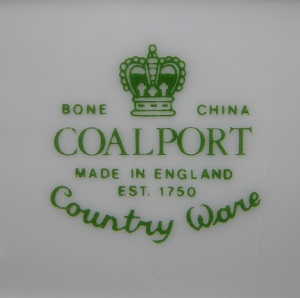 BONE CHINA
COALPORT
MADE IN ENGLAND
EST. 1750
Country Ware